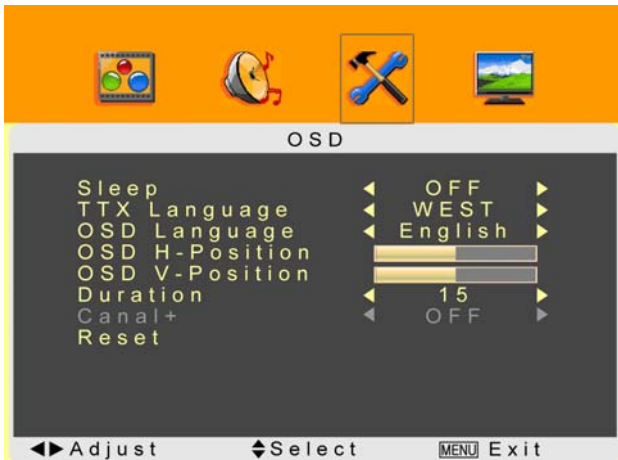 OSD
Sleep ◀ OFF ▶
TTX Language ◀ WEST ▶
OSD Language ◀ English ▶
OSD H-Position
OSD V-Position
Duration ◀ 15 ▶
Canal+ ◀ OFF ▶
Reset
◀▶Adjust ◆Select MENU Exit